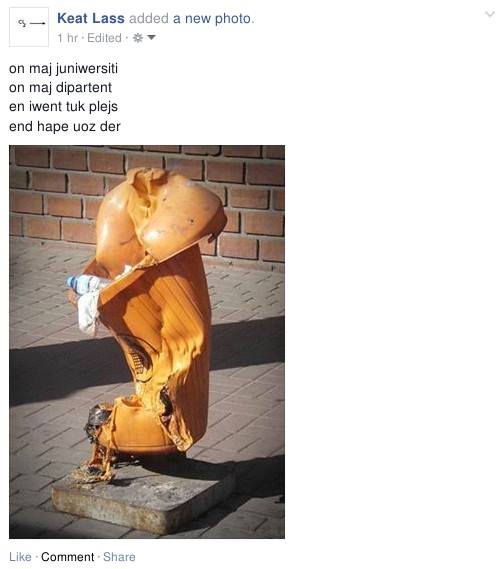 Keat Lass added a new photo.
1 hr · Edited ·
on maj juniwersiti
on maj dipartent
en iwent tuk plejs
end hape uoz der
Like · Comment · Share